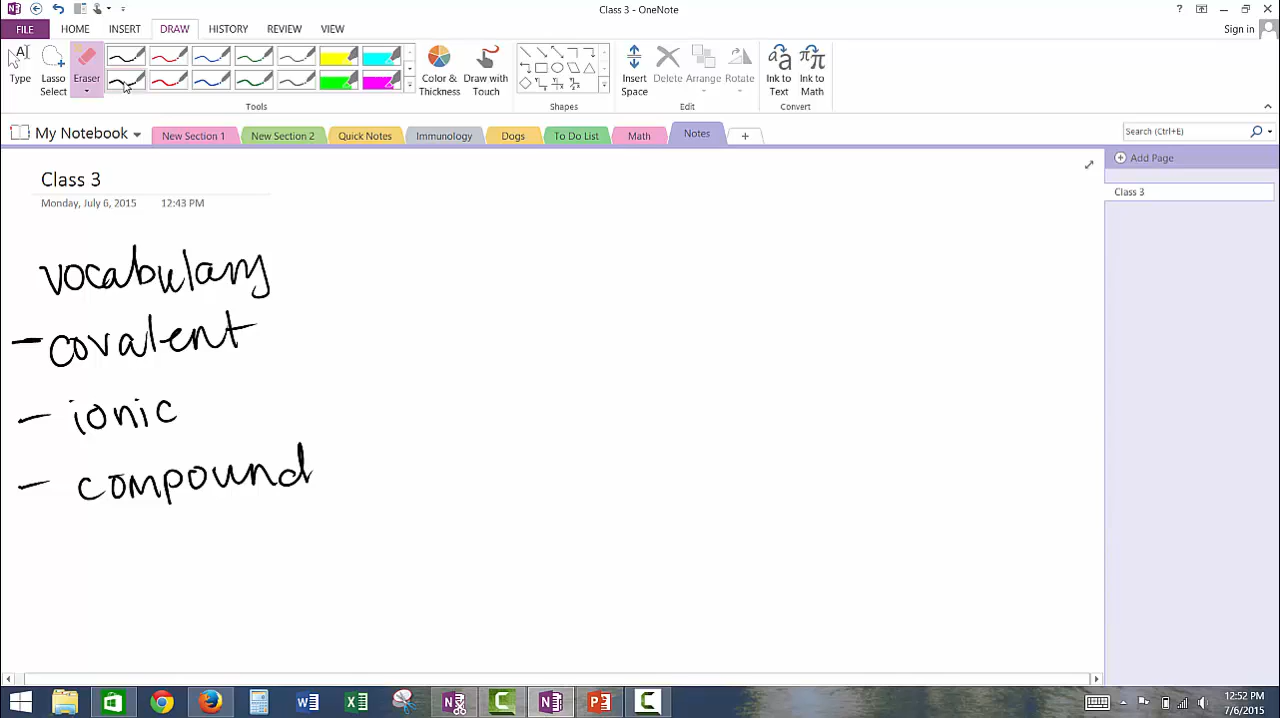 Class 3 - OneNote
? Sign in
FILE HOME INSERT DRAW HISTORY REVIEW VIEW
Type Lasso Select Eraser Color & Thickness Draw with Touch Insert Space Delete Arrange Rotate Ink to Text Ink to Math
Tools Shapes Edit Convert
My Notebook New Section 1 New Section 2 Quick Notes Immunology Dogs To Do List Math Notes + Search (Ctrl+E)
Add Page
Class 3
Class 3
Monday, July 6, 2015 12:43 PM
vocabulary
- covalent
- ionic
- compound
12:52 PM
7/6/2015